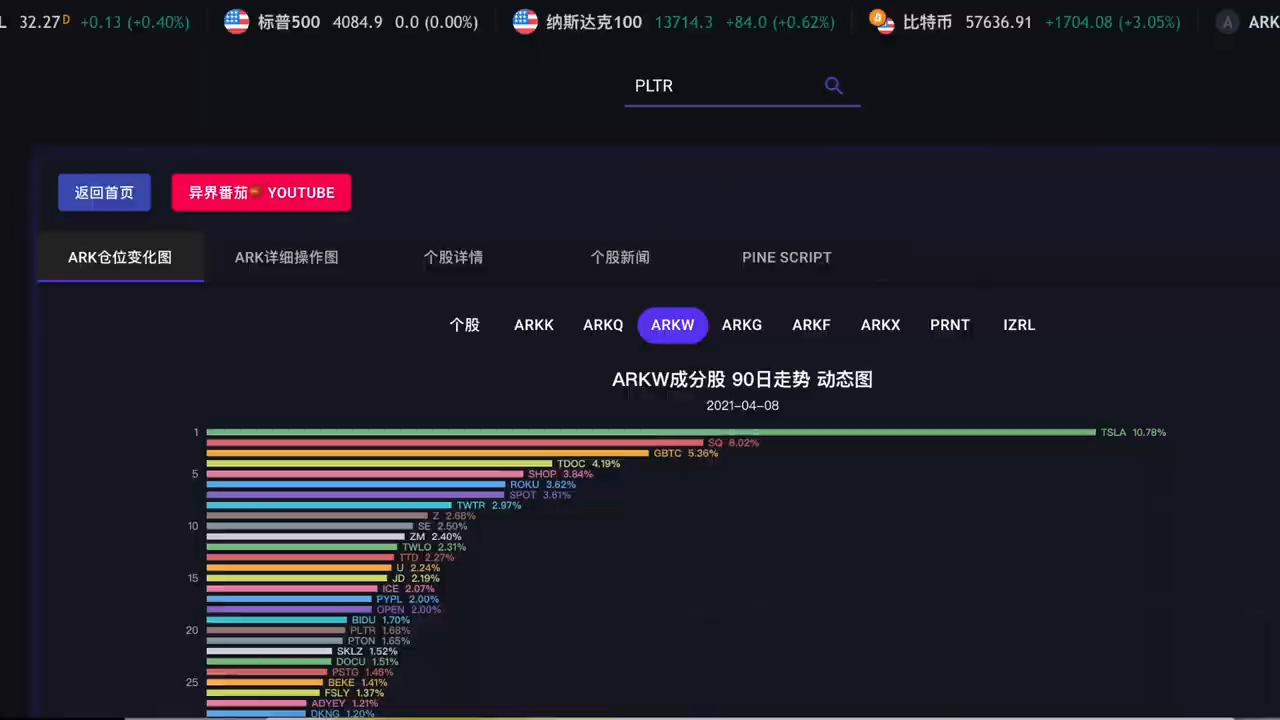 L 32.27D +0.13 (+0.40%) 标普500 4084.9 0.0 (0.00%) 纳斯达克100 13714.3 +84.0 (+0.62%) 比特币 57636.91 +1704.08 (+3.05%) A ARK
PLTR
返回首页 异界番茄 YOUTUBE
ARK仓位变化图 ARK详细操作图 个股详情 个股新闻 PINE SCRIPT
个股 ARKK ARKQ ARKW ARKG ARKF ARKX PRNT IZRL
ARKW成分股 90日走势 动态图
2021-04-08
1 TSLA 10.78%
SQ 6.02%
GBTC 5.36%
TDOC 4.19%
5 SHOP 3.84%
ROKU 3.62%
SPOT 3.61%
TWTR 2.97%
Z 2.68%
10 SE 2.50%
ZM 2.40%
TWLO 2.31%
TTD 2.27%
U 2.24%
15 JD 2.19%
ICE 2.07%
PYPL 2.00%
OPEN 2.00%
BIDU 1.70%
20 PLTR 1.68%
PTON 1.65%
SKLZ 1.52%
DOCU 1.51%
PSTG 1.46%
25 BEKE 1.41%
FSLY 1.37%
ADYEY 1.21%
DKNG 1.20%